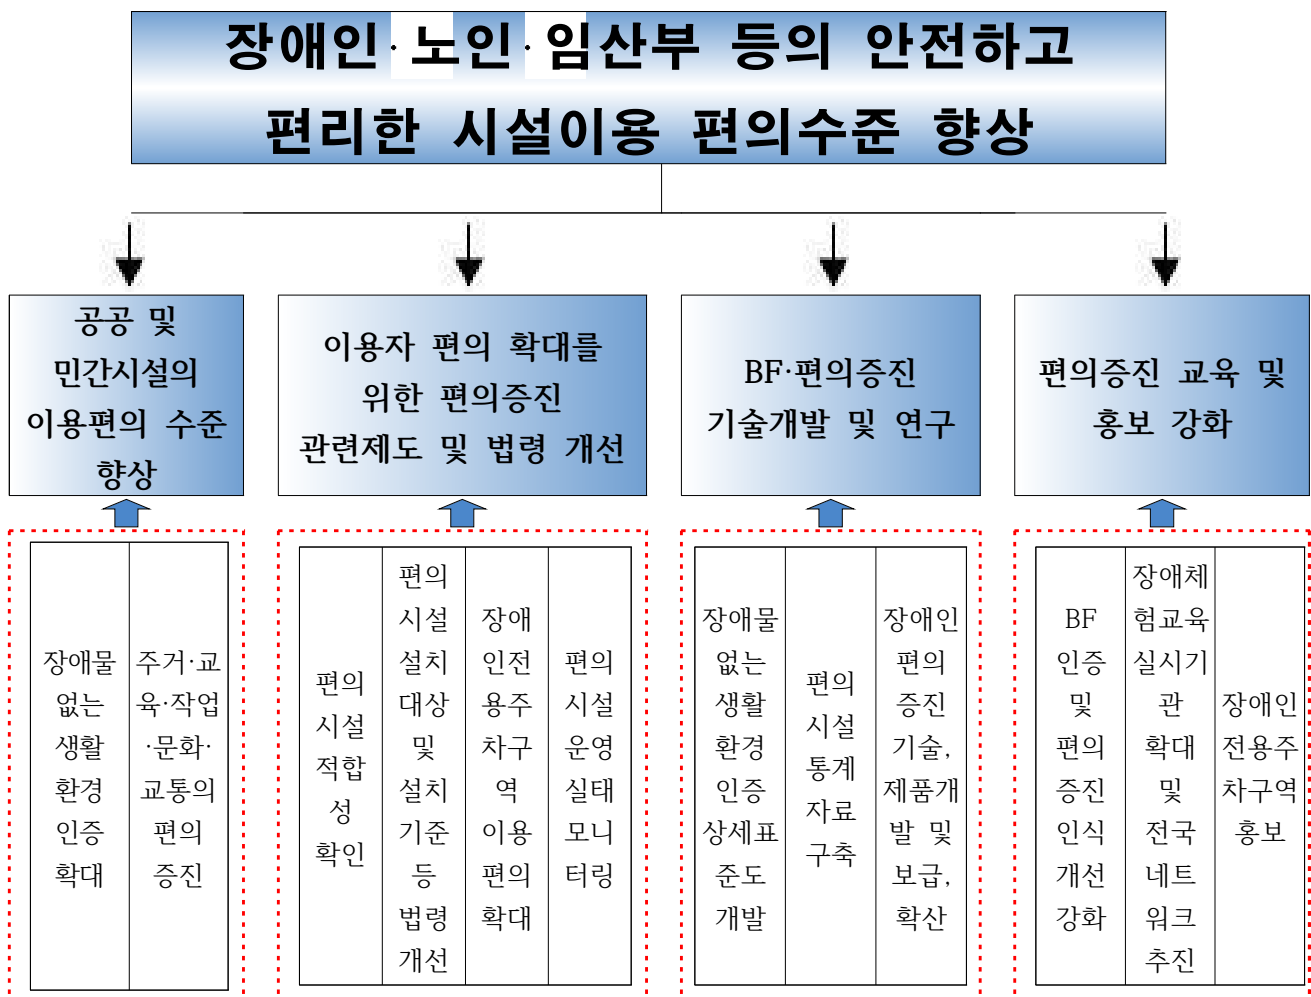 장애인·노인·임산부 등의 안전하고
편리한 시설이용 편의수준 향상
공공 및
민간시설의
이용편의 수준
향상
이용자 편의 확대를
위한 편의증진
관련제도 및 법령 개선
BF·편의증진
기술개발 및 연구
편의증진 교육 및
홍보 강화
장애물
없는
생활
환경
인증
확대
주거·교
육·작업
·문화·
교통의
편의
증진
편의
시설
적합
성
확인
편의
시설
설치
대상
및
설치
기준
등
법령
개선
장애
인전
용주
차구
역
이용
편의
확대
편의
시설
운영
실태
모니
터링
장애물
없는
생활
환경
인증
상세표
준도
개발
편의
시설
통계
자료
구축
장애인
편의
증진
기술,
제품개
발 및
보급,
확산
BF
인증
및
편의
증진
인식
개선
강화
장애체
험교육
실시기
관
확대
및
전국
네트
워크
추진
장애인
전용주
차구역
홍보